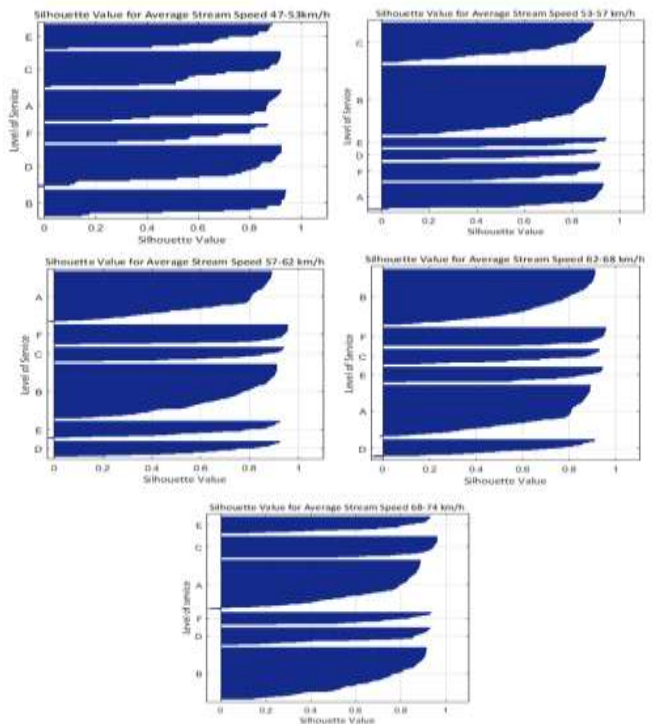 Silhouette Value for Average Stream Speed 47-53km/h
Level of Service
E
C
A
F
D
B
0 0.2 0.4 0.6 0.8 1
Silhouette Value
Silhouette Value for Average Stream Speed 53-57 km/h
Level of Service
C
B
E
D
F
A
0 0.2 0.4 0.6 0.8 1
Silhouette Value
Silhouette Value for Average Stream Speed 57-62 km/h
Level of Service
A
F
C
B
E
D
0 0.2 0.4 0.6 0.8 1
Silhouette Value
Silhouette Value for Average Stream Speed 62-68 km/h
Level of Service
B
F
C
E
A
D
0 0.2 0.4 0.6 0.8 1
Silhouette Value
Silhouette Value for Average Stream Speed 68-74 km/h
Level of service
E
C
A
F
D
B
0 0.2 0.4 0.6 0.8 1
Silhouette Value